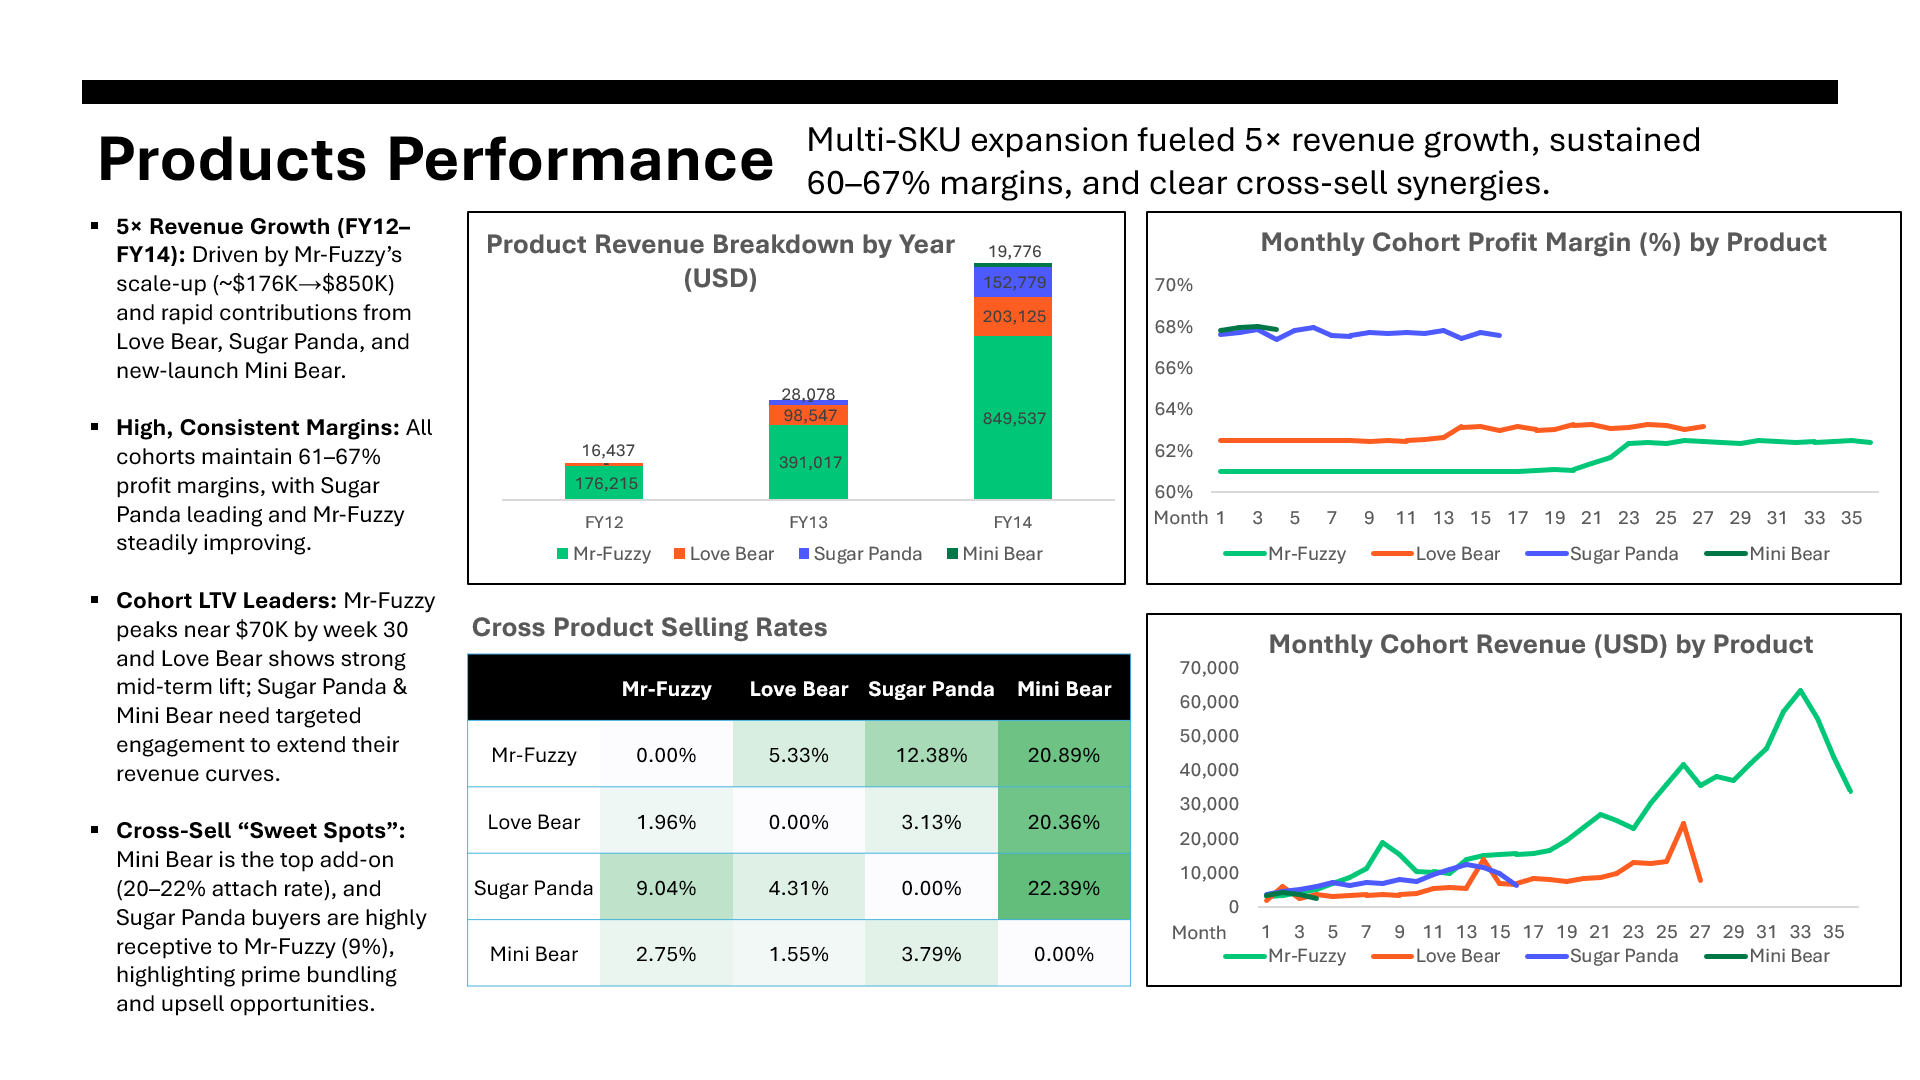 Products Performance
Multi-SKU expansion fueled 5× revenue growth, sustained
60–67% margins, and clear cross-sell synergies.
▪ 5× Revenue Growth (FY12–
FY14): Driven by Mr-Fuzzy’s
scale-up (~$176K→$850K)
and rapid contributions from
Love Bear, Sugar Panda, and
new-launch Mini Bear.
▪ High, Consistent Margins: All
cohorts maintain 61–67%
profit margins, with Sugar
Panda leading and Mr-Fuzzy
steadily improving.
▪ Cohort LTV Leaders: Mr-Fuzzy
peaks near $70K by week 30
and Love Bear shows strong
mid-term lift; Sugar Panda &
Mini Bear need targeted
engagement to extend their
revenue curves.
▪ Cross-Sell “Sweet Spots”:
Mini Bear is the top add-on
(20–22% attach rate), and
Sugar Panda buyers are highly
receptive to Mr-Fuzzy (9%),
highlighting prime bundling
and upsell opportunities.
Product Revenue Breakdown by Year
(USD)
19,776
152,779
203,125
849,537
28,078
98,547
391,017
16,437
176,215
FY12 FY13 FY14
Mr-Fuzzy Love Bear Sugar Panda Mini Bear
Monthly Cohort Profit Margin (%) by Product
70%
68%
66%
64%
62%
60%
Month 1 3 5 7 9 11 13 15 17 19 21 23 25 27 29 31 33 35
Mr-Fuzzy Love Bear Sugar Panda Mini Bear
Cross Product Selling Rates
Mr-Fuzzy Love Bear Sugar Panda Mini Bear
Mr-Fuzzy 0.00% 5.33% 12.38% 20.89%
Love Bear 1.96% 0.00% 3.13% 20.36%
Sugar Panda 9.04% 4.31% 0.00% 22.39%
Mini Bear 2.75% 1.55% 3.79% 0.00%
Monthly Cohort Revenue (USD) by Product
70,000
60,000
50,000
40,000
30,000
20,000
10,000
0
Month 1 3 5 7 9 11 13 15 17 19 21 23 25 27 29 31 33 35
Mr-Fuzzy Love Bear Sugar Panda Mini Bear